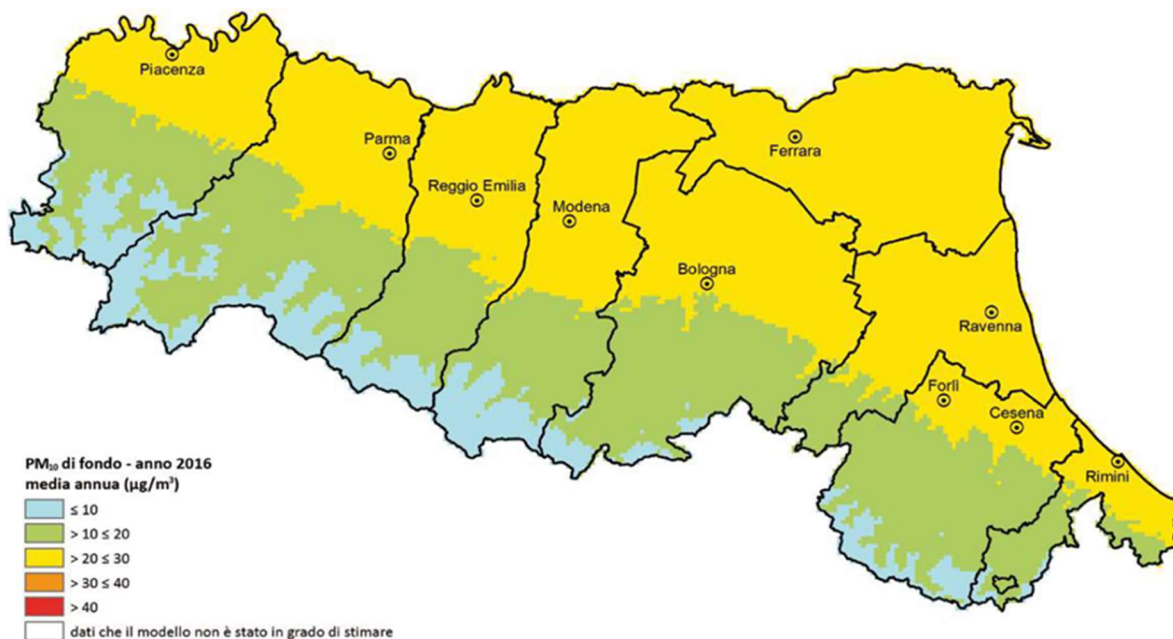 Piacenza
Parma
Ferrara
Reggio Emilia
Modena
Bologna
Ravenna
Forlì
Cesena
Rimini
PM₁₀ di fondo - anno 2016
media annua (µg/m³)
≤ 10
> 10 ≤ 20
> 20 ≤ 30
> 30 ≤ 40
> 40
dati che il modello non è stato in grado di stimare